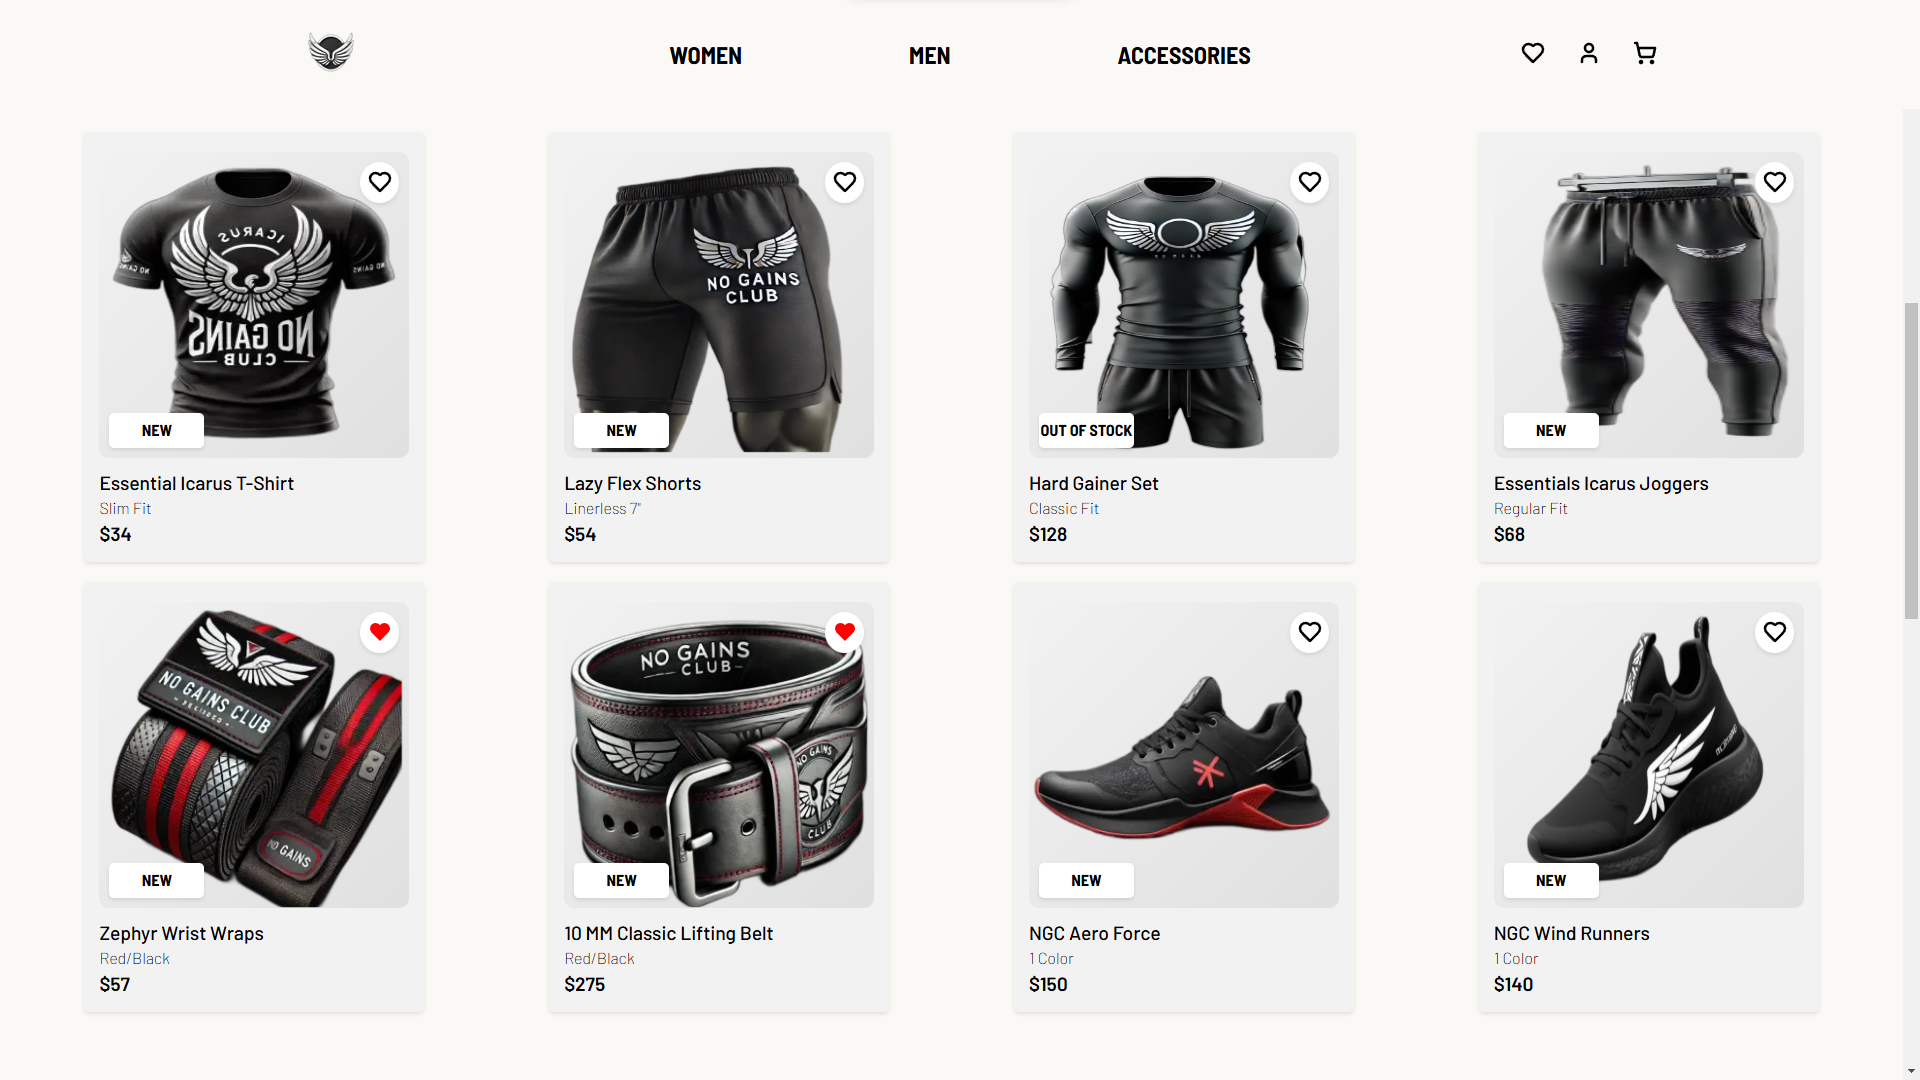 WOMEN MEN ACCESSORIES
ICARUS
NO GAINS
CLUB
NEW
Essential Icarus T-Shirt
Slim Fit
$34
NO GAINS
CLUB
NEW
Lazy Flex Shorts
Linerless 7"
$54
OUT OF STOCK
Hard Gainer Set
Classic Fit
$128
NEW
Essentials Icarus Joggers
Regular Fit
$68
NO GAINS CLUB
NO GAINS
NEW
Zephyr Wrist Wraps
Red/Black
$57
NO GAINS
CLUB
NO GAINS
CLUB
NEW
10 MM Classic Lifting Belt
Red/Black
$275
NEW
NGC Aero Force
1 Color
$150
NEW
NGC Wind Runners
1 Color
$140